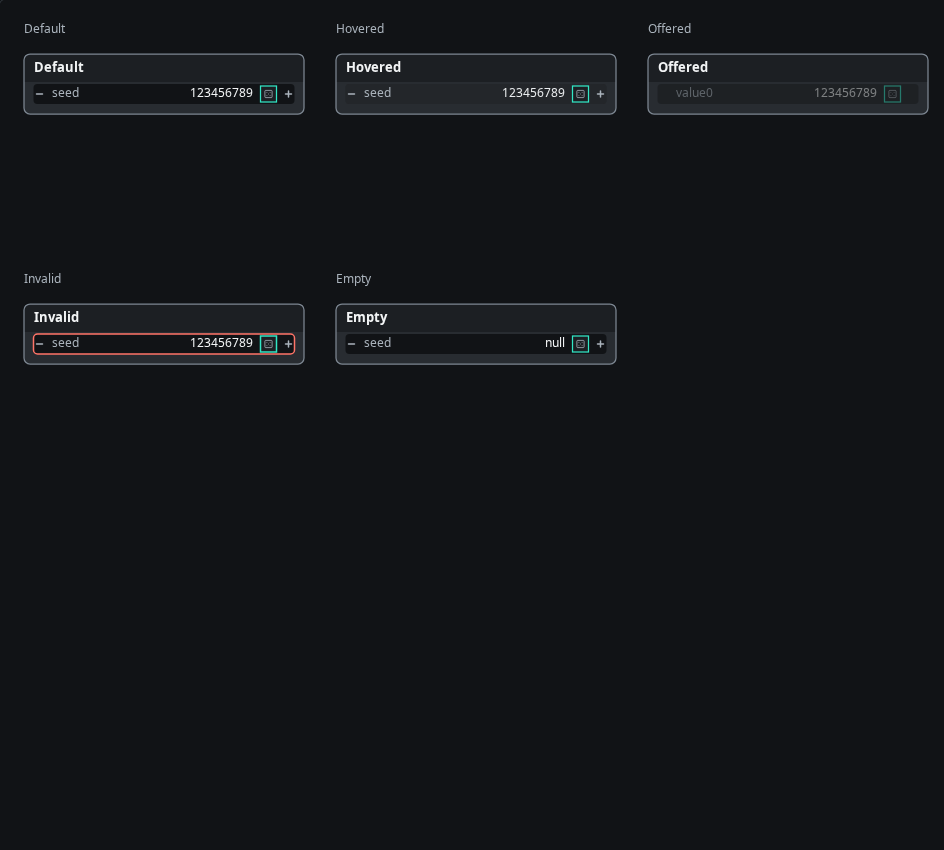 Default
Hovered
Offered
Default
Hovered
Offered
− seed 123456789 +
− seed 123456789 +
value0 123456789
Invalid
Empty
Invalid
Empty
− seed 123456789 +
− seed null +